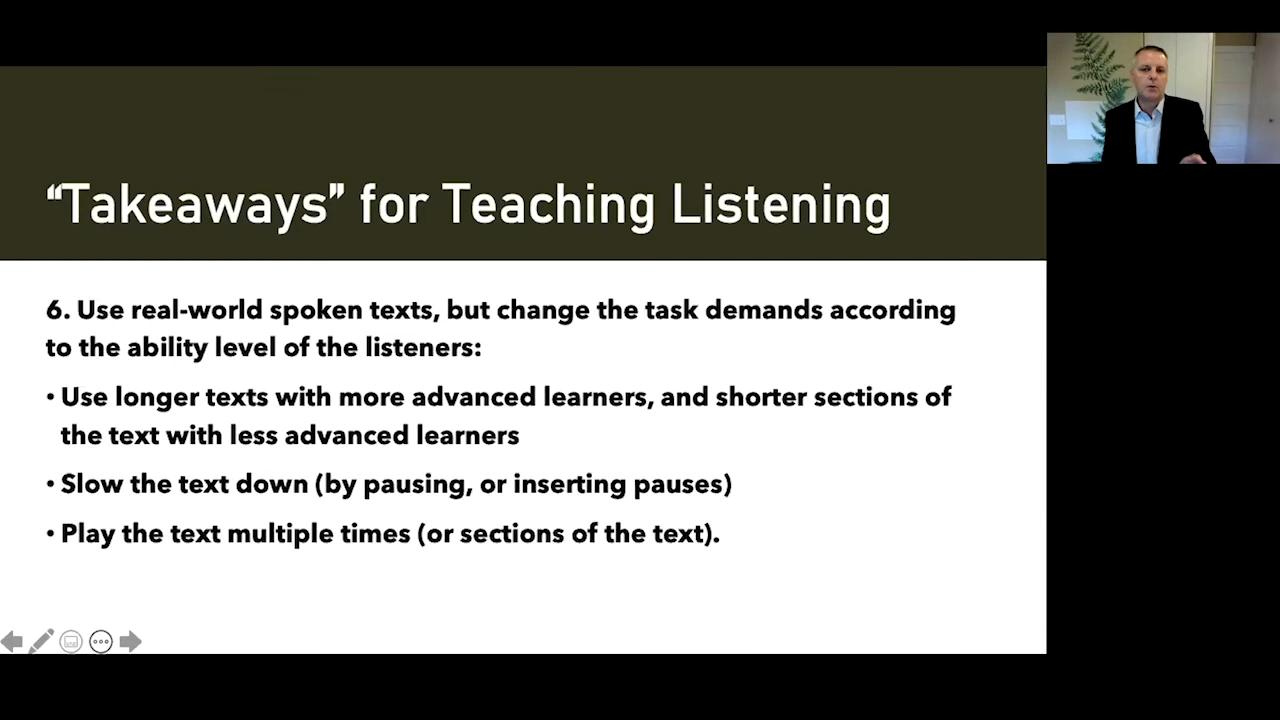 “Takeaways” for Teaching Listening
6. Use real-world spoken texts, but change the task demands according
to the ability level of the listeners:
• Use longer texts with more advanced learners, and shorter sections of
the text with less advanced learners
• Slow the text down (by pausing, or inserting pauses)
• Play the text multiple times (or sections of the text).